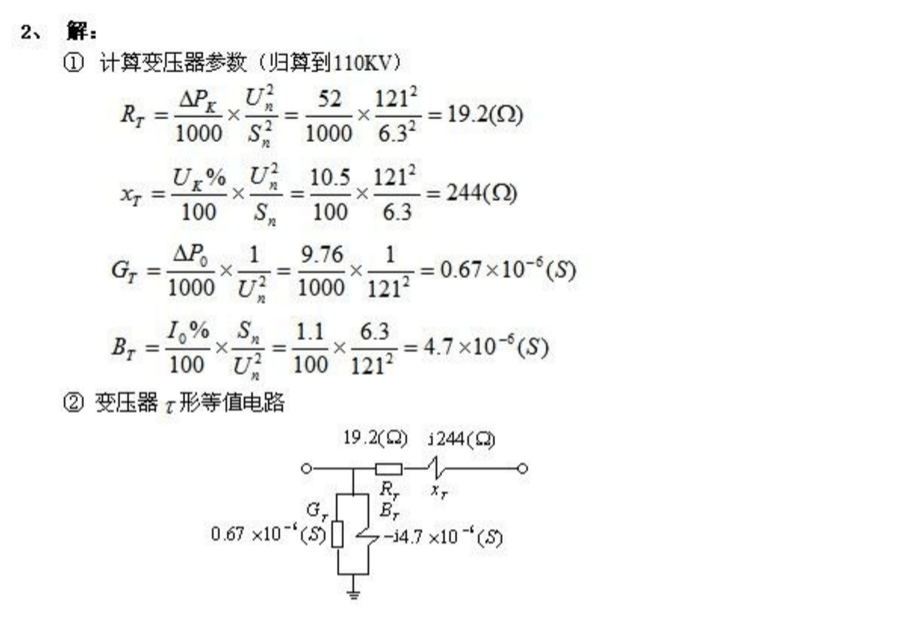 2、 解：
① 计算变压器参数（归算到110KV）
R_T = ΔP_K/1000 × U_n^2/S_n^2 = 52/1000 × 121^2/6.3^2 = 19.2(Ω)
x_T = U_K%/100 × U_n^2/S_n = 10.5/100 × 121^2/6.3 = 244(Ω)
G_T = ΔP_0/1000 × 1/U_n^2 = 9.76/1000 × 1/121^2 = 0.67×10^-6(S)
B_T = I_0%/100 × S_n/U_n^2 = 1.1/100 × 6.3/121^2 = 4.7×10^-6(S)
② 变压器τ形等值电路
19.2(Ω) i244(Ω)
R_T x_T
G_T B_T
0.67×10^-6(S) -i4.7×10^-6(S)